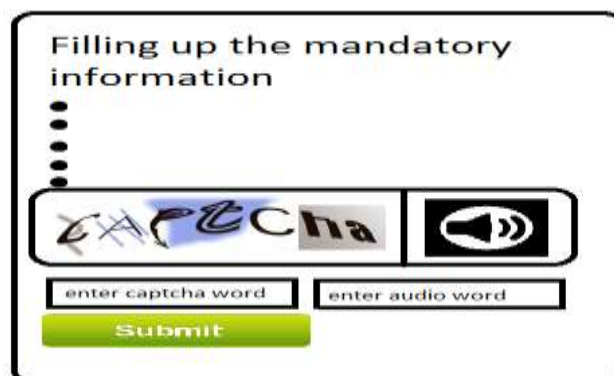 Filling up the mandatory
information
CAPtCha
enter captcha word
enter audio word
Submit